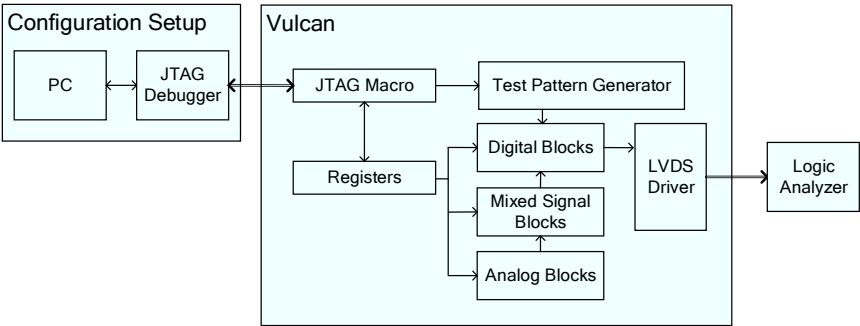 Configuration Setup
PC
JTAG
Debugger
Vulcan
JTAG Macro
Test Pattern Generator
Registers
Digital Blocks
Mixed Signal
Blocks
Analog Blocks
LVDS
Driver
Logic
Analyzer